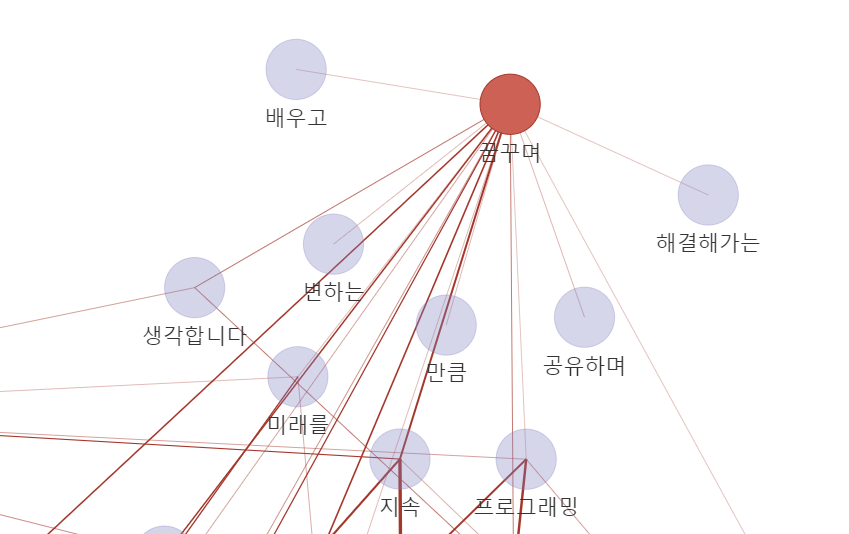 배우고
꿈꾸며
해결해가는
변하는
생각합니다
만큼
공유하며
미래를
지속
프로그래밍